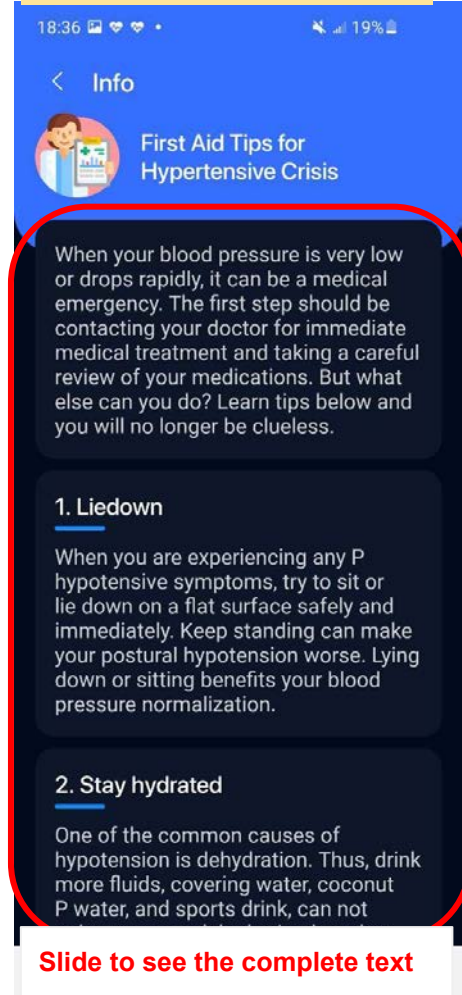 18:36 19%
Info
First Aid Tips for
Hypertensive Crisis
When your blood pressure is very low
or drops rapidly, it can be a medical
emergency. The first step should be
contacting your doctor for immediate
medical treatment and taking a careful
review of your medications. But what
else can you do? Learn tips below and
you will no longer be clueless.
1. Liedown
When you are experiencing any P
hypotensive symptoms, try to sit or
lie down on a flat surface safely and
immediately. Keep standing can make
your postural hypotension worse. Lying
down or sitting benefits your blood
pressure normalization.
2. Stay hydrated
One of the common causes of
hypotension is dehydration. Thus, drink
more fluids, covering water, coconut
P water, and sports drink, can not
Slide to see the complete text